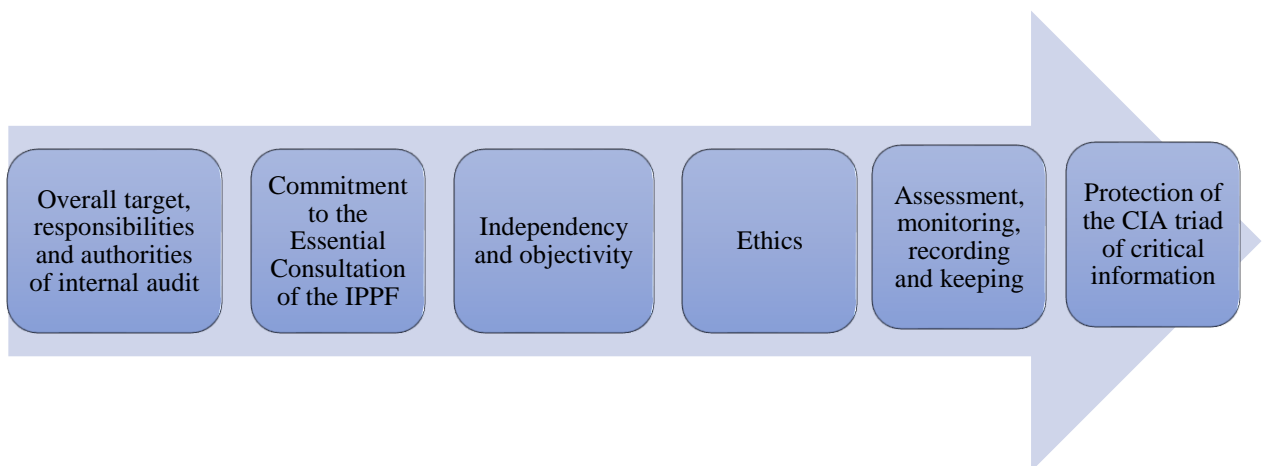 Overall target,
responsibilities
and authorities
of internal audit
Commitment
to the
Essential
Consultation
of the IPPF
Independency
and objectivity
Ethics
Assessment,
monitoring,
recording
and keeping
Protection of
the CIA triad
of critical
information